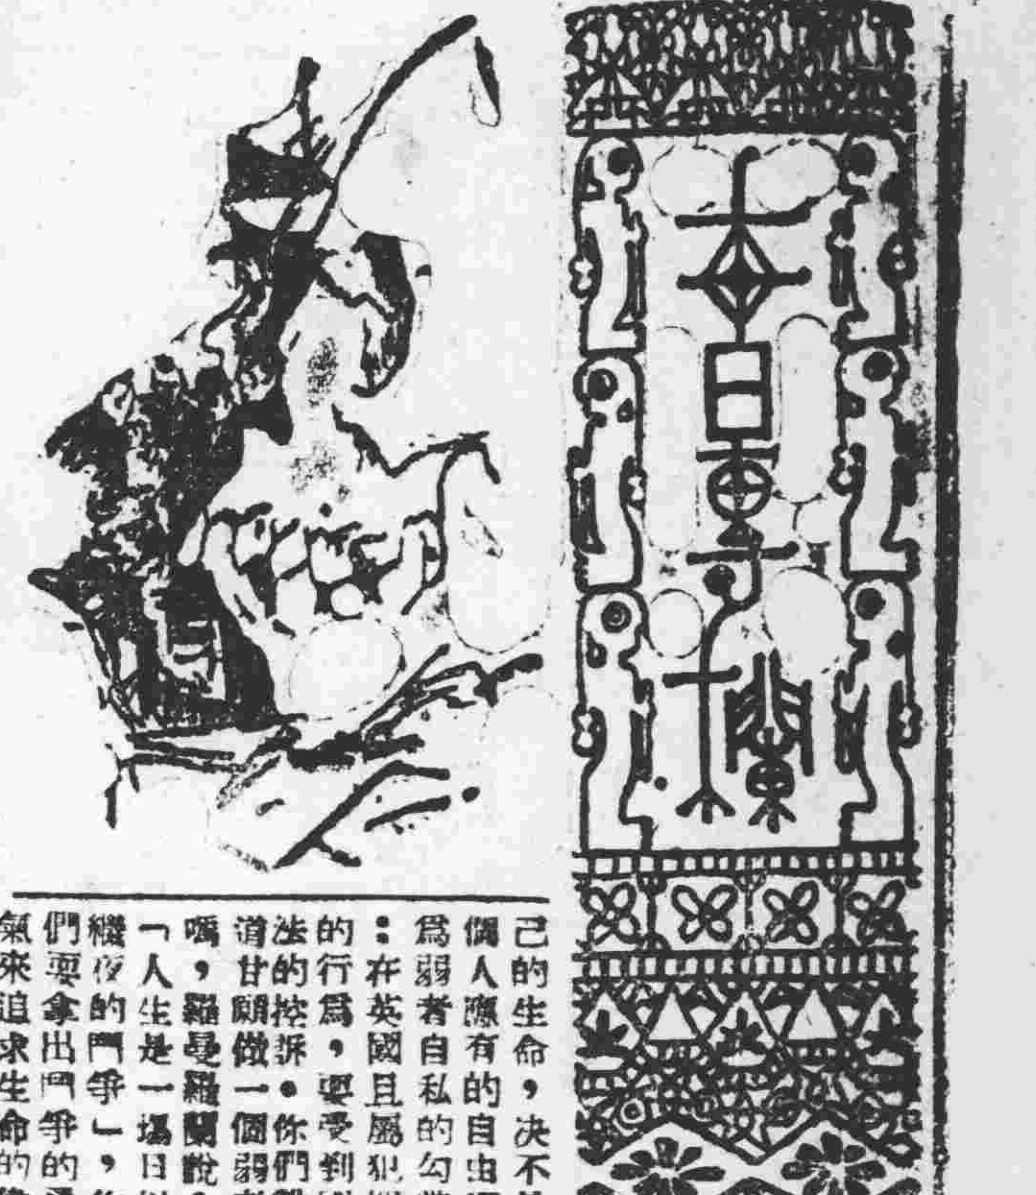 專欄
己的生命，决不
個人應有的自由
爲弱者自私的勾
：在英國且屬犯
的行爲，要受到
法的控訴。你們
道甘願做一個弱
嗎，羅曼羅蘭說
「人生是一場日
繼夜的鬥爭」，
們要拿出鬥爭的
氣來追求生命的